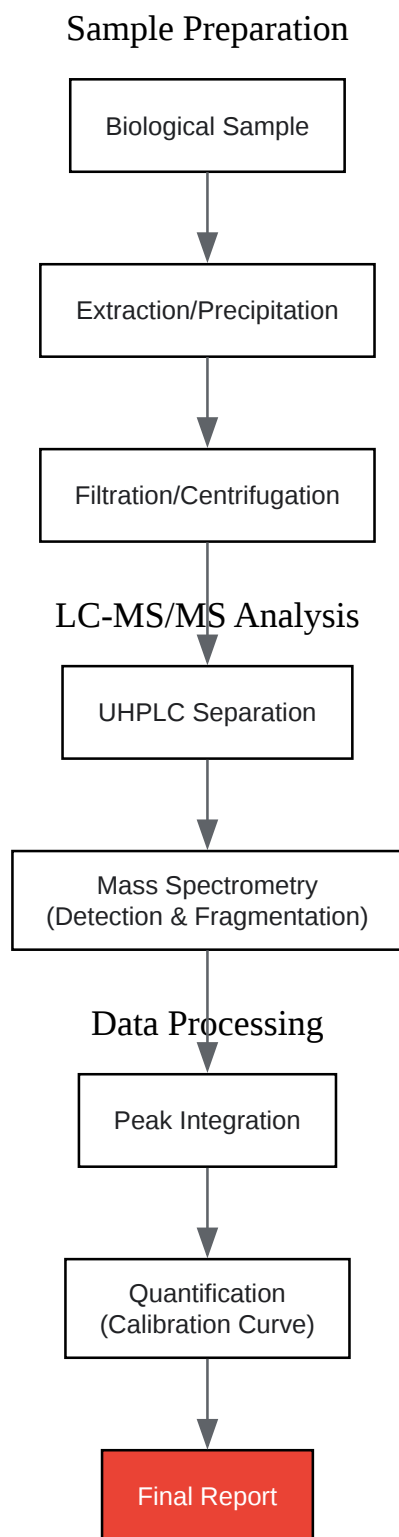 Sample Preparation
Biological Sample
Extraction/Precipitation
Filtration/Centrifugation
LC-MS/MS Analysis
UHPLC Separation
Mass Spectrometry
(Detection & Fragmentation)
Data Processing
Peak Integration
Quantification
(Calibration Curve)
Final Report